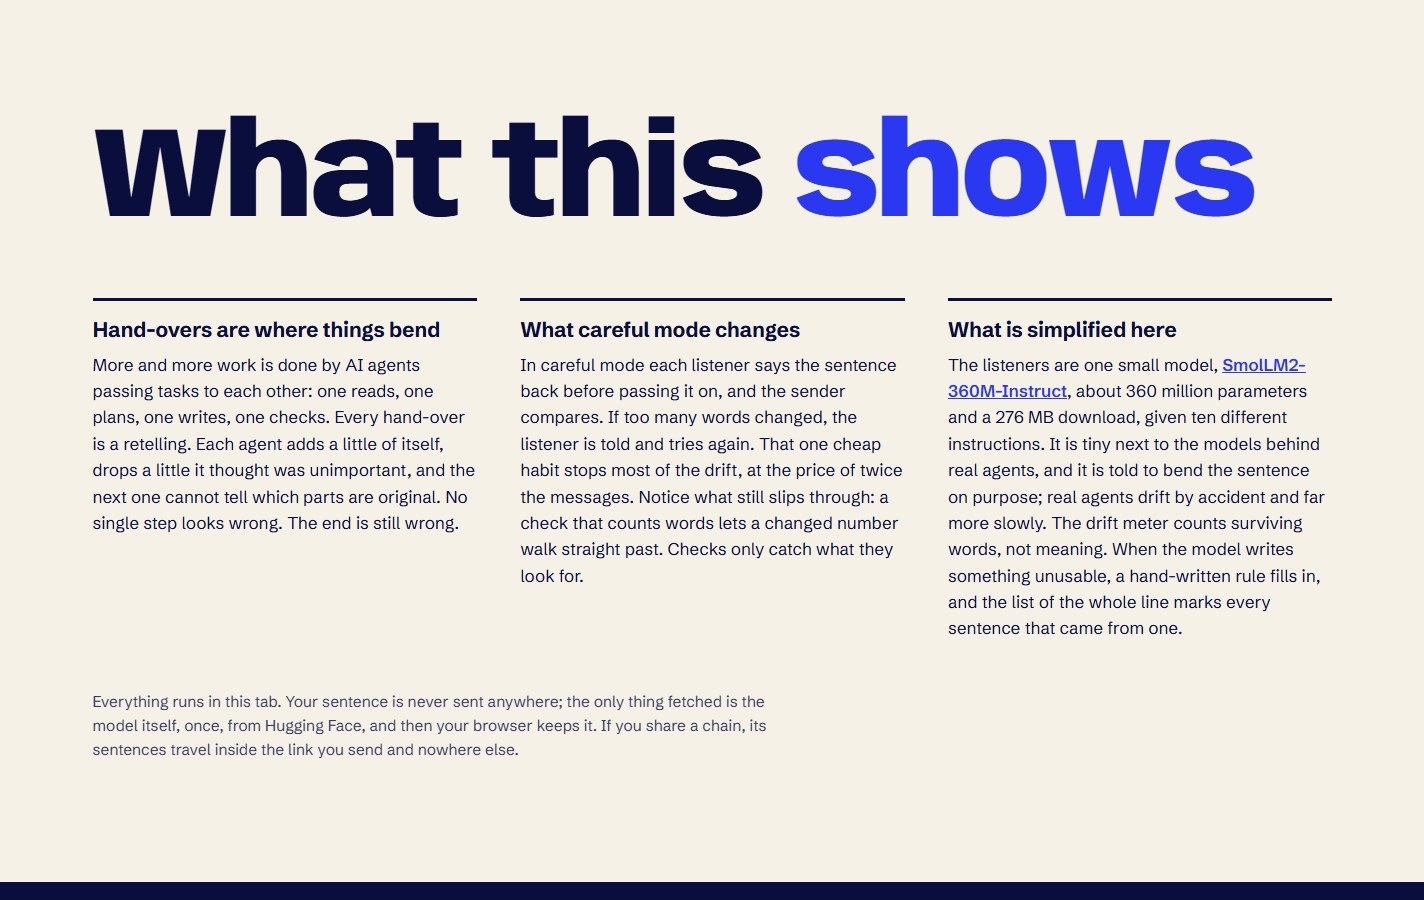 What this shows
Hand-overs are where things bend
More and more work is done by AI agents
passing tasks to each other: one reads, one
plans, one writes, one checks. Every hand-over
is a retelling. Each agent adds a little of itself,
drops a little it thought was unimportant, and the
next one cannot tell which parts are original. No
single step looks wrong. The end is still wrong.
What careful mode changes
In careful mode each listener says the sentence
back before passing it on, and the sender
compares. If too many words changed, the
listener is told and tries again. That one cheap
habit stops most of the drift, at the price of twice
the messages. Notice what still slips through: a
check that counts words lets a changed number
walk straight past. Checks only catch what they
look for.
What is simplified here
The listeners are one small model, SmolLM2-
360M-Instruct, about 360 million parameters
and a 276 MB download, given ten different
instructions. It is tiny next to the models behind
real agents, and it is told to bend the sentence
on purpose; real agents drift by accident and far
more slowly. The drift meter counts surviving
words, not meaning. When the model writes
something unusable, a hand-written rule fills in,
and the list of the whole line marks every
sentence that came from one.
Everything runs in this tab. Your sentence is never sent anywhere; the only thing fetched is the
model itself, once, from Hugging Face, and then your browser keeps it. If you share a chain, its
sentences travel inside the link you send and nowhere else.